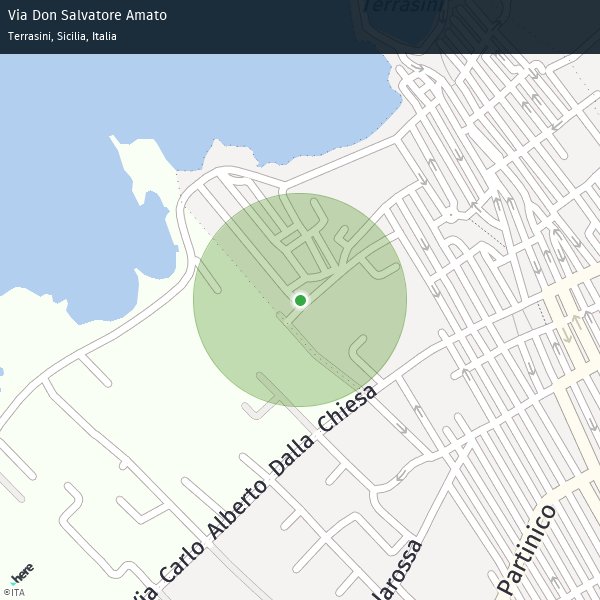 Via Don Salvatore Amato
Terrasini, Sicilia, Italia
Terrasini
Via Carlo Alberto Dalla Chiesa
larossa
Partinico
here
©ITA